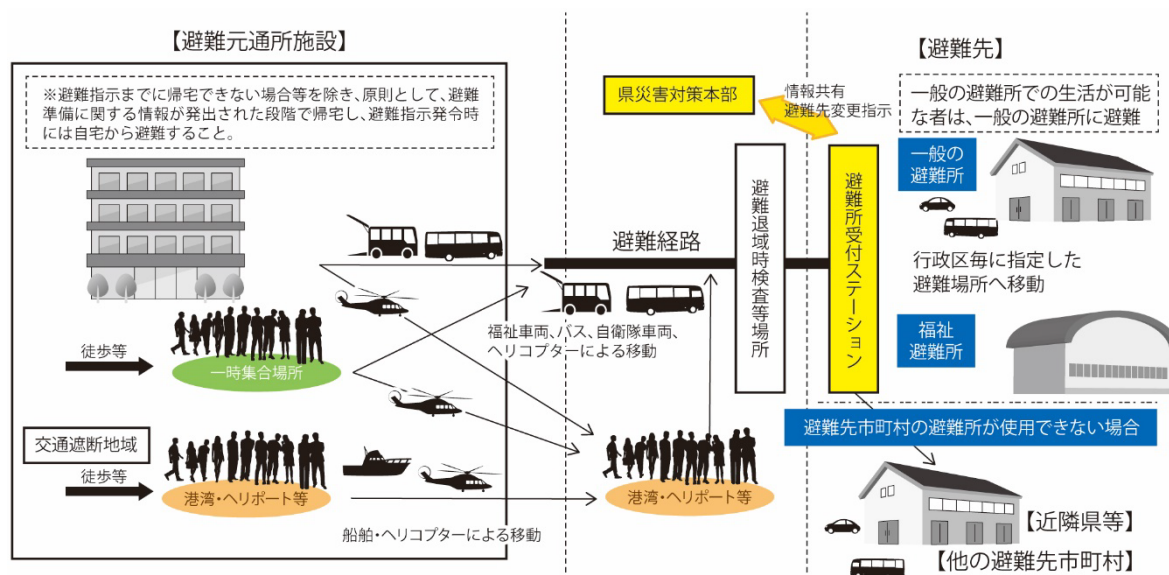 【避難元通所施設】
※避難指示までに帰宅できない場合等を除き、原則として、避難
準備に関する情報が発出された段階で帰宅し、避難指示発令時
には自宅から避難すること。
徒歩等
一時集合場所
交通遮断地域
徒歩等
港湾・ヘリポート等
船舶・ヘリコプターによる移動
避難経路
福祉車両、バス、自衛隊車両、
ヘリコプターによる移動
港湾・ヘリポート等
県災害対策本部
情報共有
避難先変更指示
避難退域時検査等場所
避難所受付ステーション
【避難先】
一般の避難所での生活が可能
な者は、一般の避難所に避難
一般の
避難所
行政区毎に指定した
避難場所へ移動
福祉
避難所
避難先市町村の避難所が使用できない場合
【近隣県等】
【他の避難先市町村】